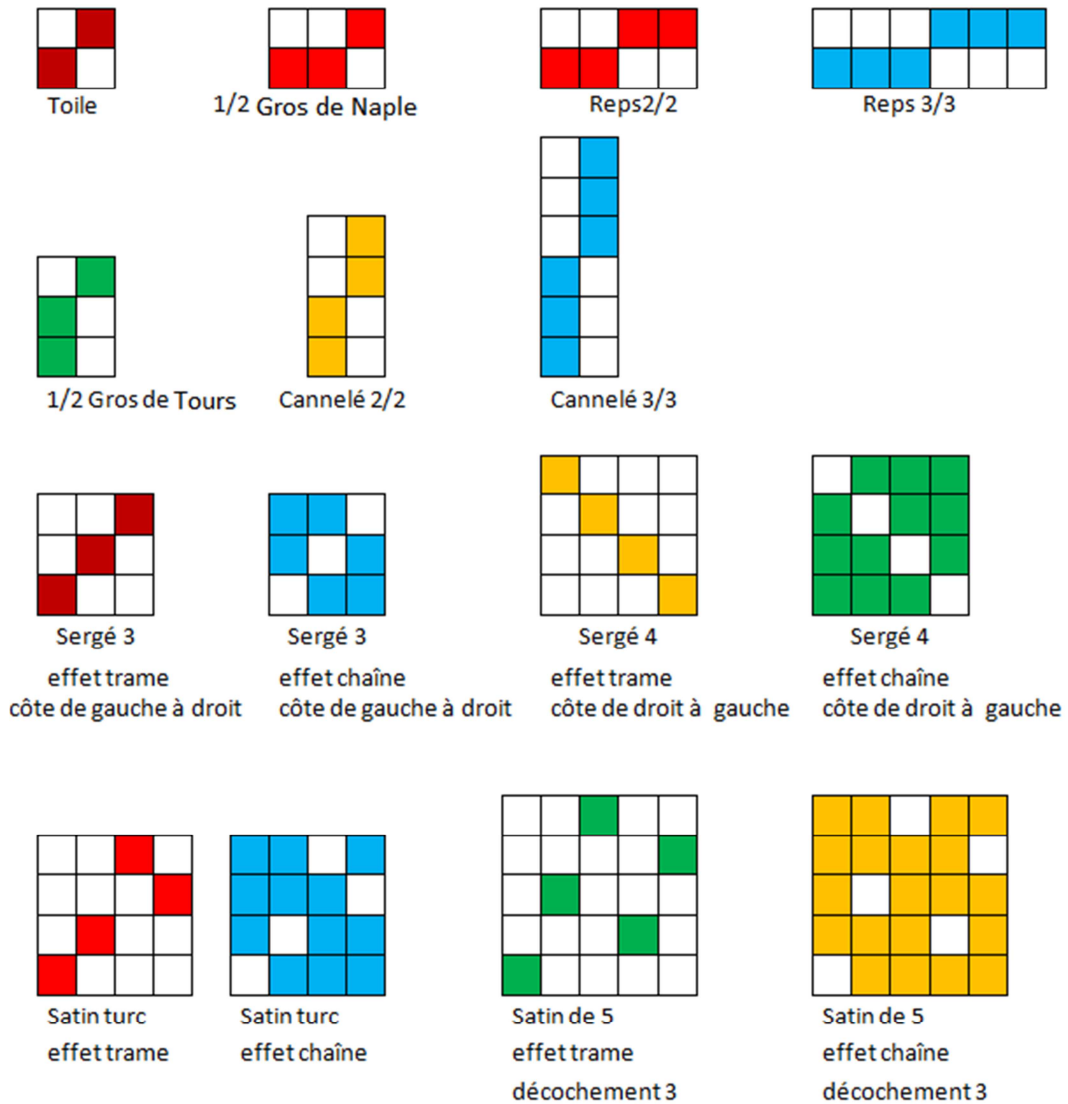 Toile
1/2 Gros de Naple
Reps2/2
Reps 3/3
1/2 Gros de Tours
Cannelé 2/2
Cannelé 3/3
Sergé 3
effet trame
côte de gauche à droit
Sergé 3
effet chaîne
côte de gauche à droit
Sergé 4
effet trame
côte de droit à gauche
Sergé 4
effet chaîne
côte de droit à gauche
Satin turc
effet trame
Satin turc
effet chaîne
Satin de 5
effet trame
décochement 3
Satin de 5
effet chaîne
décochement 3